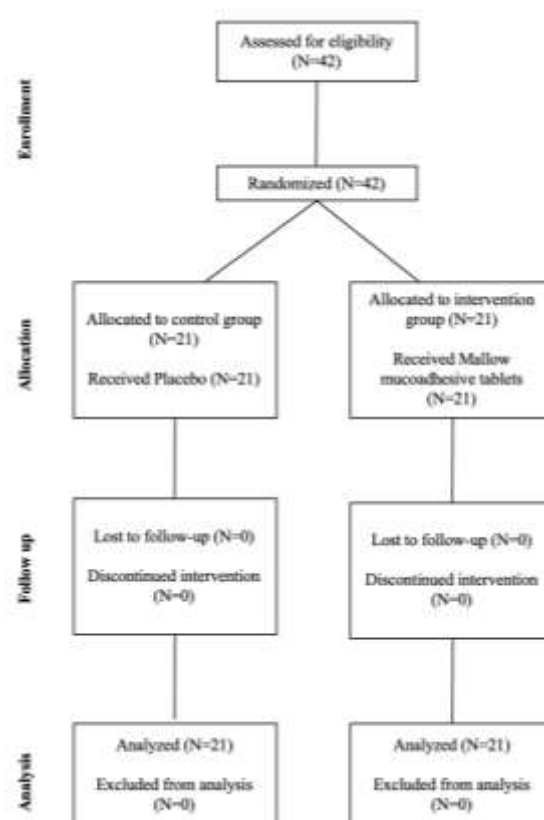 Enrollment
Assessed for eligibility
(N=42)
Randomized (N=42)
Allocation
Allocated to control group
(N=21)
Received Placebo (N=21)
Allocated to intervention
group (N=21)
Received Mallow
mucoadhesive tablets
(N=21)
Follow up
Lost to follow-up (N=0)
Discontinued intervention
(N=0)
Lost to follow-up (N=0)
Discontinued intervention
(N=0)
Analysis
Analyzed (N=21)
Excluded from analysis
(N=0)
Analyzed (N=21)
Excluded from analysis
(N=0)